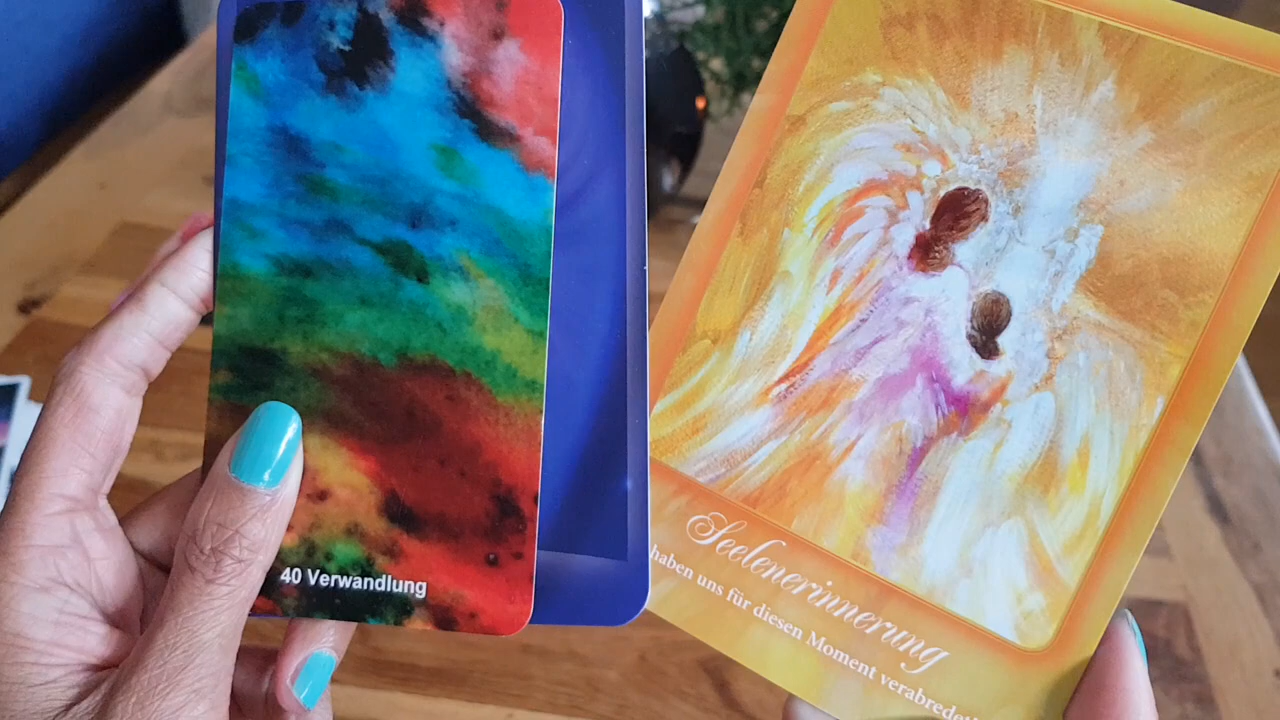 40 Verwandlung
Seelenerinnerung
haben uns für diesen Moment verabredet